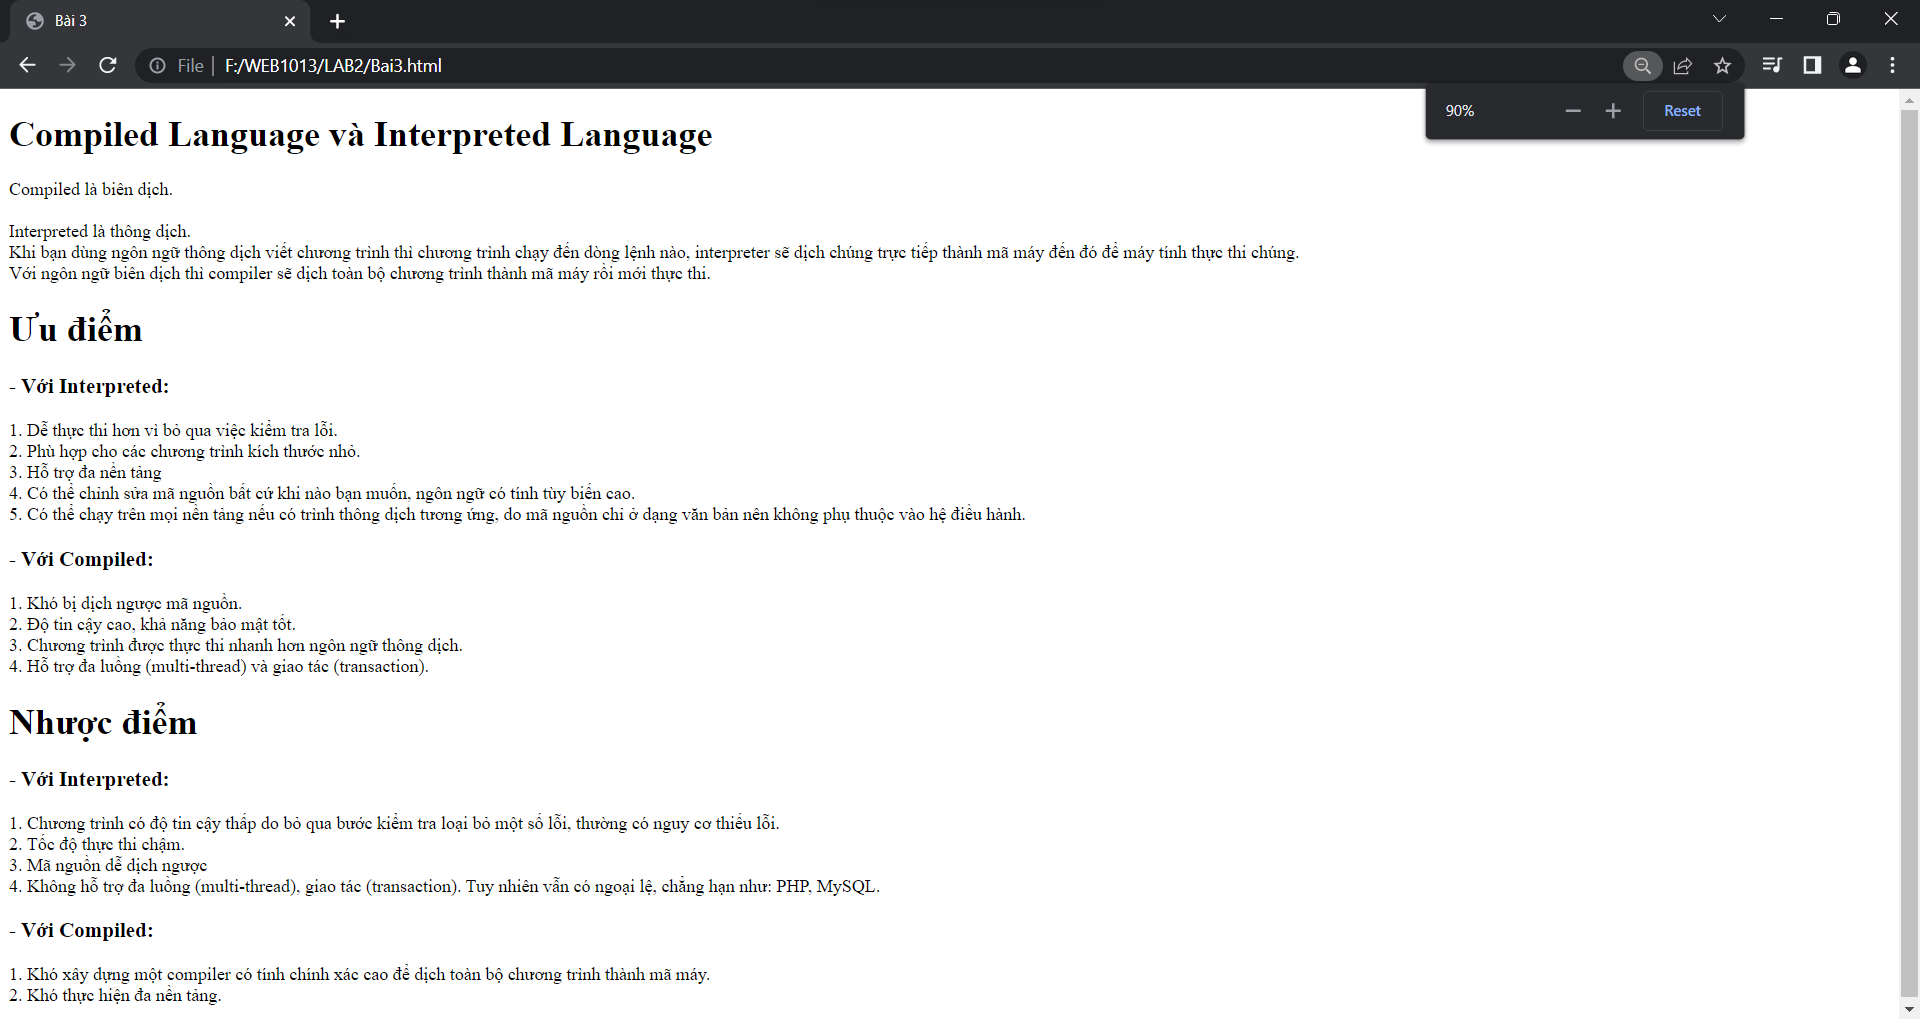 Bài 3
File
F:/WEB1013/LAB2/Bai3.html
90%
Reset
Compiled Language và Interpreted Language
Compiled là biên dịch.
Interpreted là thông dịch.
Khi bạn dùng ngôn ngữ thông dịch viết chương trình thì chương trình chạy đến dòng lệnh nào, interpreter sẽ dịch chúng trực tiếp thành mã máy đến đó để máy tính thực thi chúng.
Với ngôn ngữ biên dịch thì compiler sẽ dịch toàn bộ chương trình thành mã máy rồi mới thực thi.
Ưu điểm
- Với Interpreted:
1. Dễ thực thi hơn vì bỏ qua việc kiểm tra lỗi.
2. Phù hợp cho các chương trình kích thước nhỏ.
3. Hỗ trợ đa nền tảng
4. Có thể chỉnh sửa mã nguồn bất cứ khi nào bạn muốn, ngôn ngữ có tính tùy biến cao.
5. Có thể chạy trên mọi nền tảng nếu có trình thông dịch tương ứng, do mã nguồn chỉ ở dạng văn bản nên không phụ thuộc vào hệ điều hành.
- Với Compiled:
1. Khó bị dịch ngược mã nguồn.
2. Độ tin cậy cao, khả năng bảo mật tốt.
3. Chương trình được thực thi nhanh hơn ngôn ngữ thông dịch.
4. Hỗ trợ đa luồng (multi-thread) và giao tác (transaction).
Nhược điểm
- Với Interpreted:
1. Chương trình có độ tin cậy thấp do bỏ qua bước kiểm tra loại bỏ một số lỗi, thường có nguy cơ thiếu lỗi.
2. Tốc độ thực thi chậm.
3. Mã nguồn dễ dịch ngược
4. Không hỗ trợ đa luồng (multi-thread), giao tác (transaction). Tuy nhiên vẫn có ngoại lệ, chẳng hạn như: PHP, MySQL.
- Với Compiled:
1. Khó xây dựng một compiler có tính chính xác cao để dịch toàn bộ chương trình thành mã máy.
2. Khó thực hiện đa nền tảng.